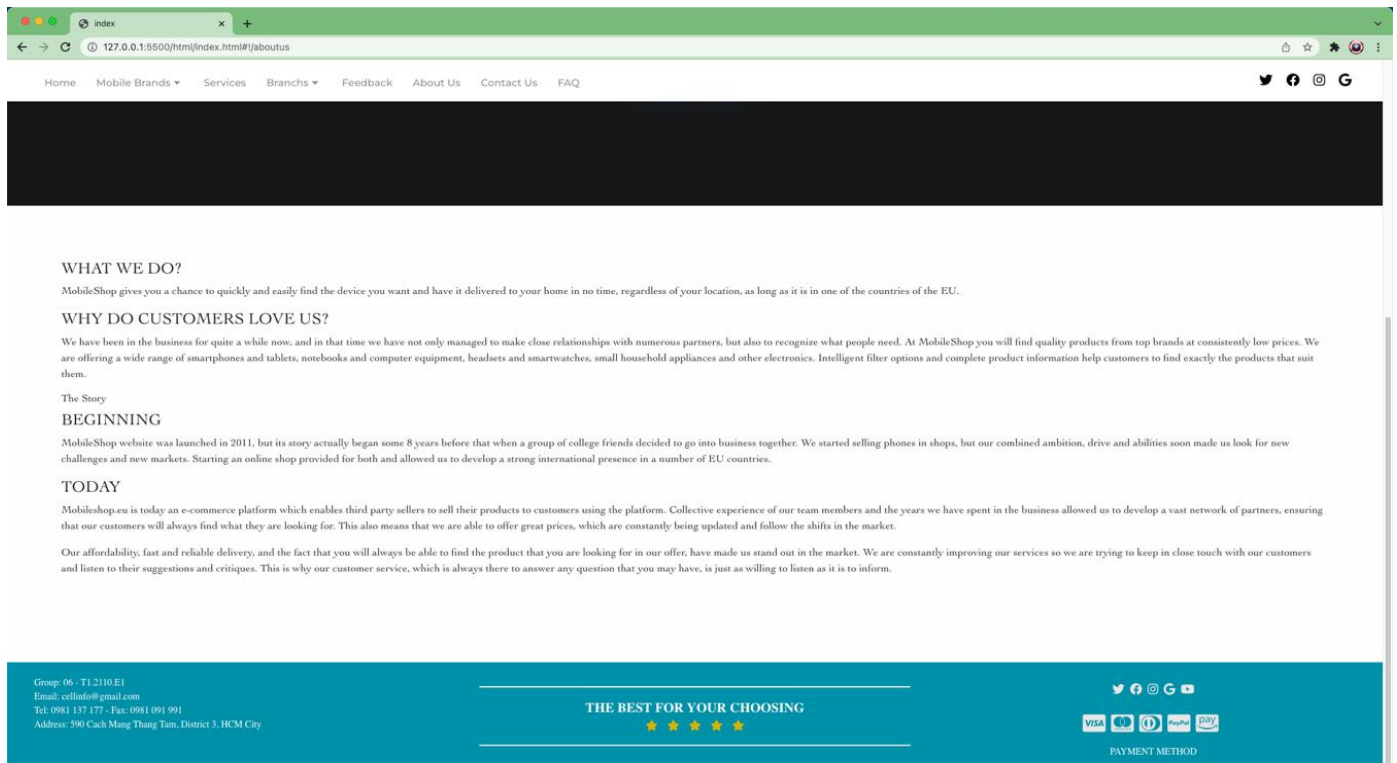 index
127.0.0.1:5500/html/index.html#!/aboutus
Home Mobile Brands Services Branchs Feedback About Us Contact Us FAQ
WHAT WE DO?
MobileShop gives you a chance to quickly and easily find the device you want and have it delivered to your home in no time, regardless of your location, as long as it is in one of the countries of the EU.
WHY DO CUSTOMERS LOVE US?
We have been in the business for quite a while now, and in that time we have not only managed to make close relationships with numerous partners, but also to recognize what people need. At MobileShop you will find quality products from top brands at consistently low prices. We
are offering a wide range of smartphones and tablets, notebooks and computer equipment, headsets and smartwatches, small household appliances and other electronics. Intelligent filter options and complete product information help customers to find exactly the products that suit
them.
The Story
BEGINNING
MobileShop website was launched in 2011, but its story actually began some 8 years before that when a group of college friends decided to go into business together. We started selling phones in shops, but our combined ambition, drive and abilities soon made us look for new
challenges and new markets. Starting an online shop provided for both and allowed us to develop a strong international presence in a number of EU countries.
TODAY
Mobileshop.eu is today an e-commerce platform which enables third party sellers to sell their products to customers using the platform. Collective experience of our team members and the years we have spent in the business allowed us to develop a vast network of partners, ensuring
that our customers will always find what they are looking for. This also means that we are able to offer great prices, which are constantly being updated and follow the shifts in the market.
Our affordability, fast and reliable delivery, and the fact that you will always be able to find the product that you are looking for in our offer, have made us stand out in the market. We are constantly improving our services so we are trying to keep in close touch with our customers
and listen to their suggestions and critiques. This is why our customer service, which is always there to answer any question that you may have, is just as willing to listen as it is to inform.
Group: 06 - T1.2110.E1
Email: cellinfo@gmail.com
Tel: 0981 137 177 - Fax: 0981 091 991
Address: 590 Cach Mang Thang Tam, District 3, HCM City
THE BEST FOR YOUR CHOOSING
VISA PayPal pay
PAYMENT METHOD